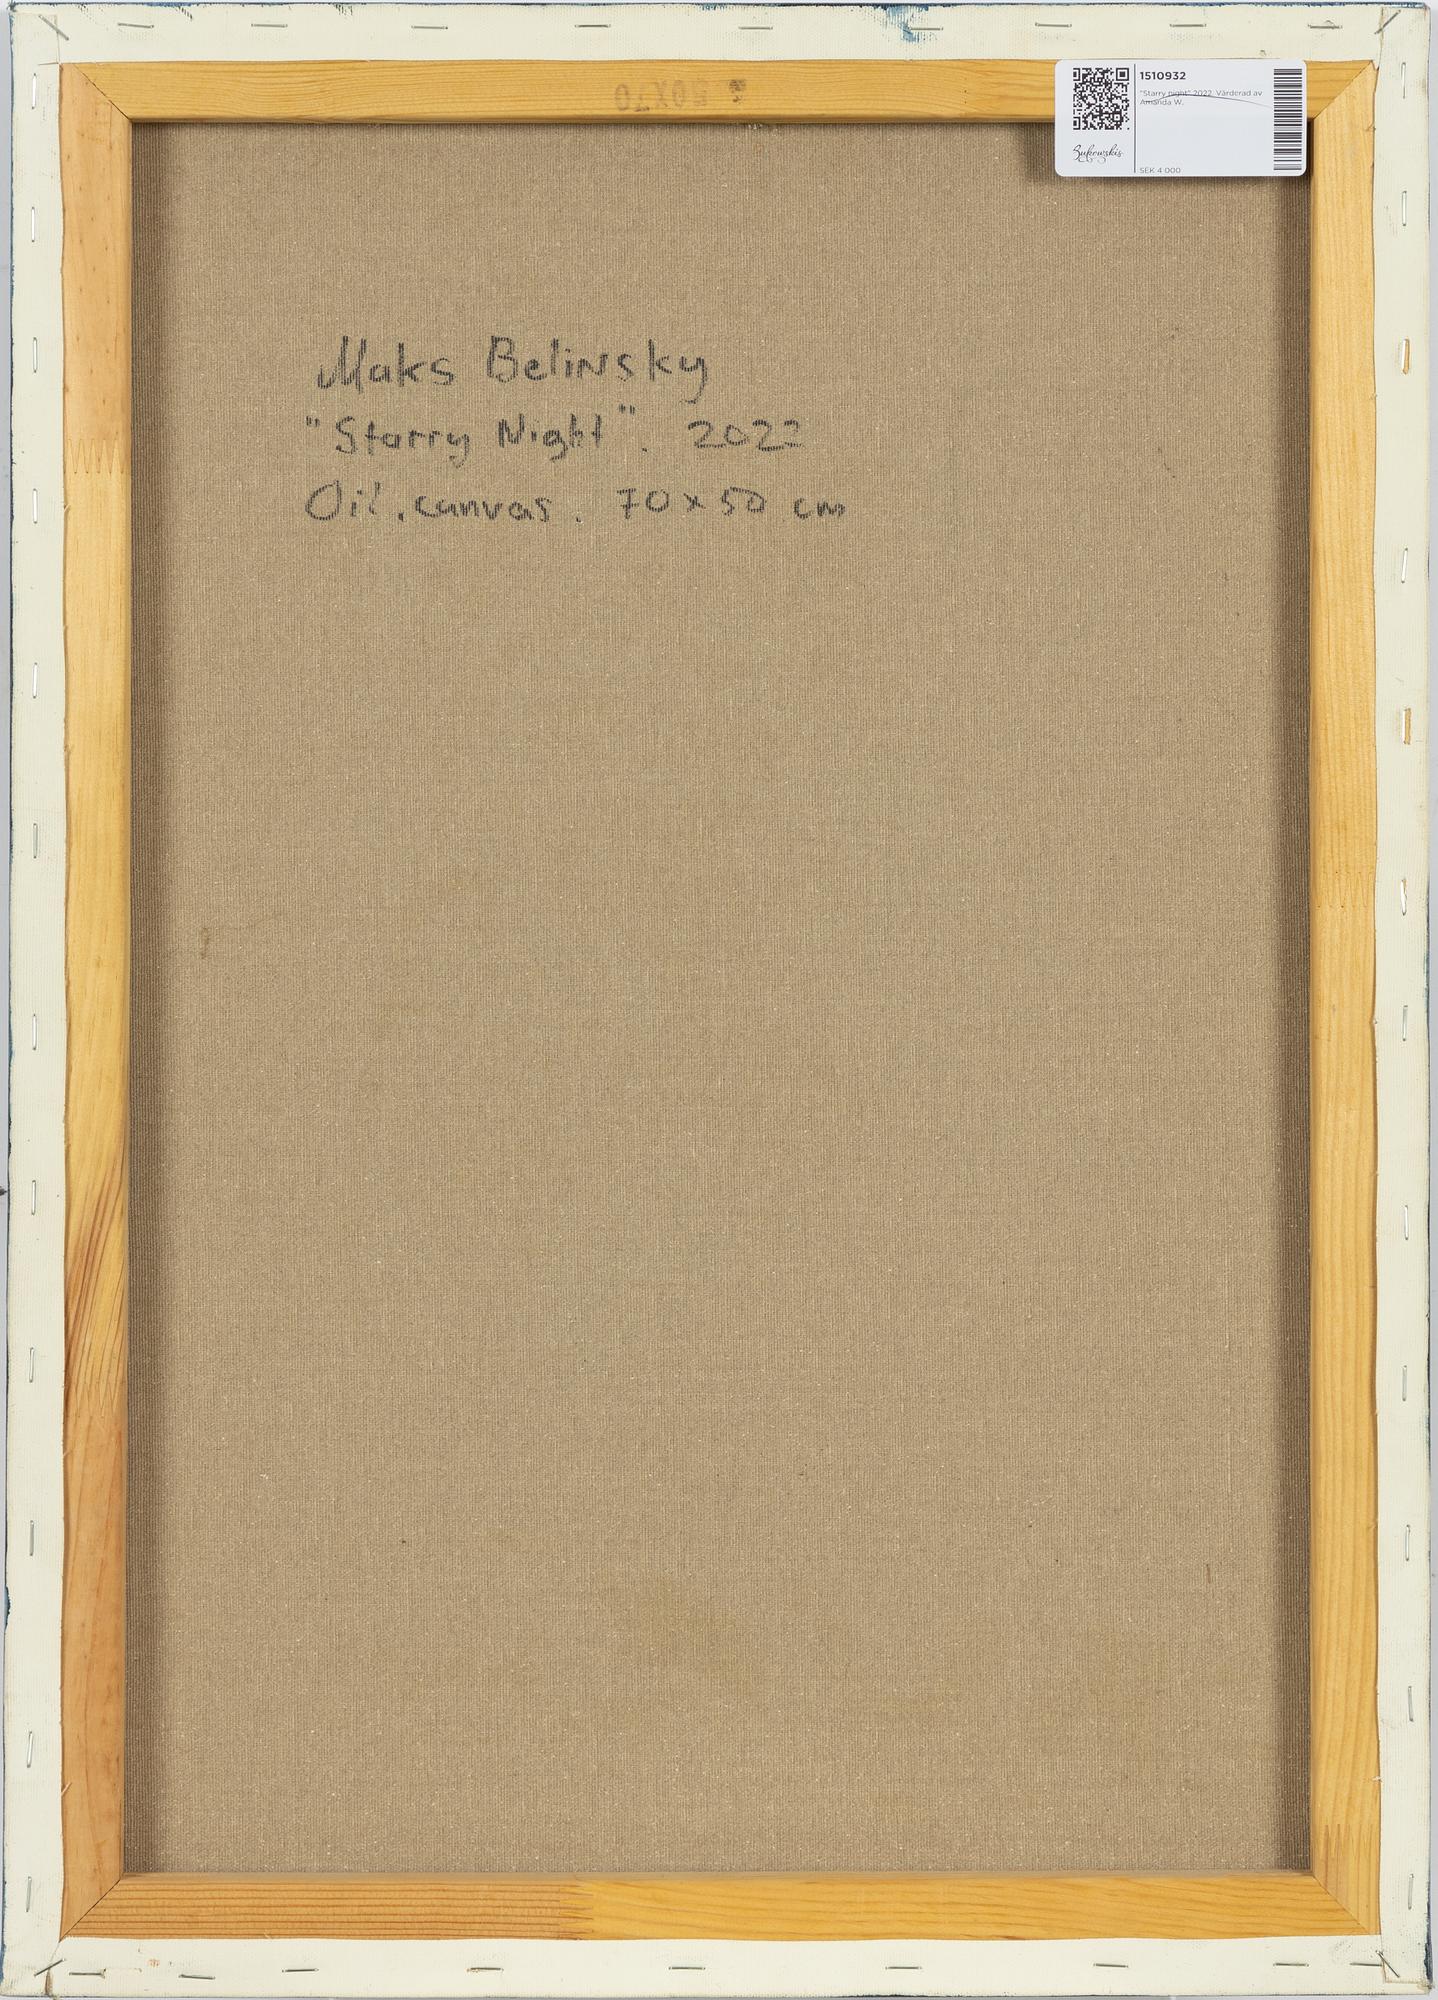 50X70
1510932
"Starry night" 2022. Värderad av
Amanda W.
Bukowskis
SEK 4 000
Maks Belinsky
"Starry Night". 2022
Oil. canvas. 70 x 50 cm